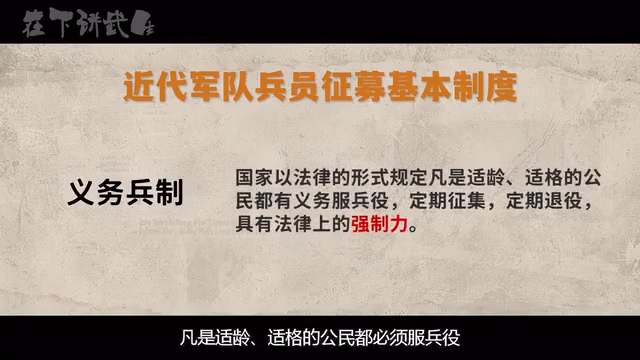 在下讲武堂
近代军队兵员征募基本制度
义务兵制
国家以法律的形式规定凡是适龄、适格的公
民都有义务服兵役，定期征集，定期退役，
具有法律上的强制力。
凡是适龄、适格的公民都必须服兵役